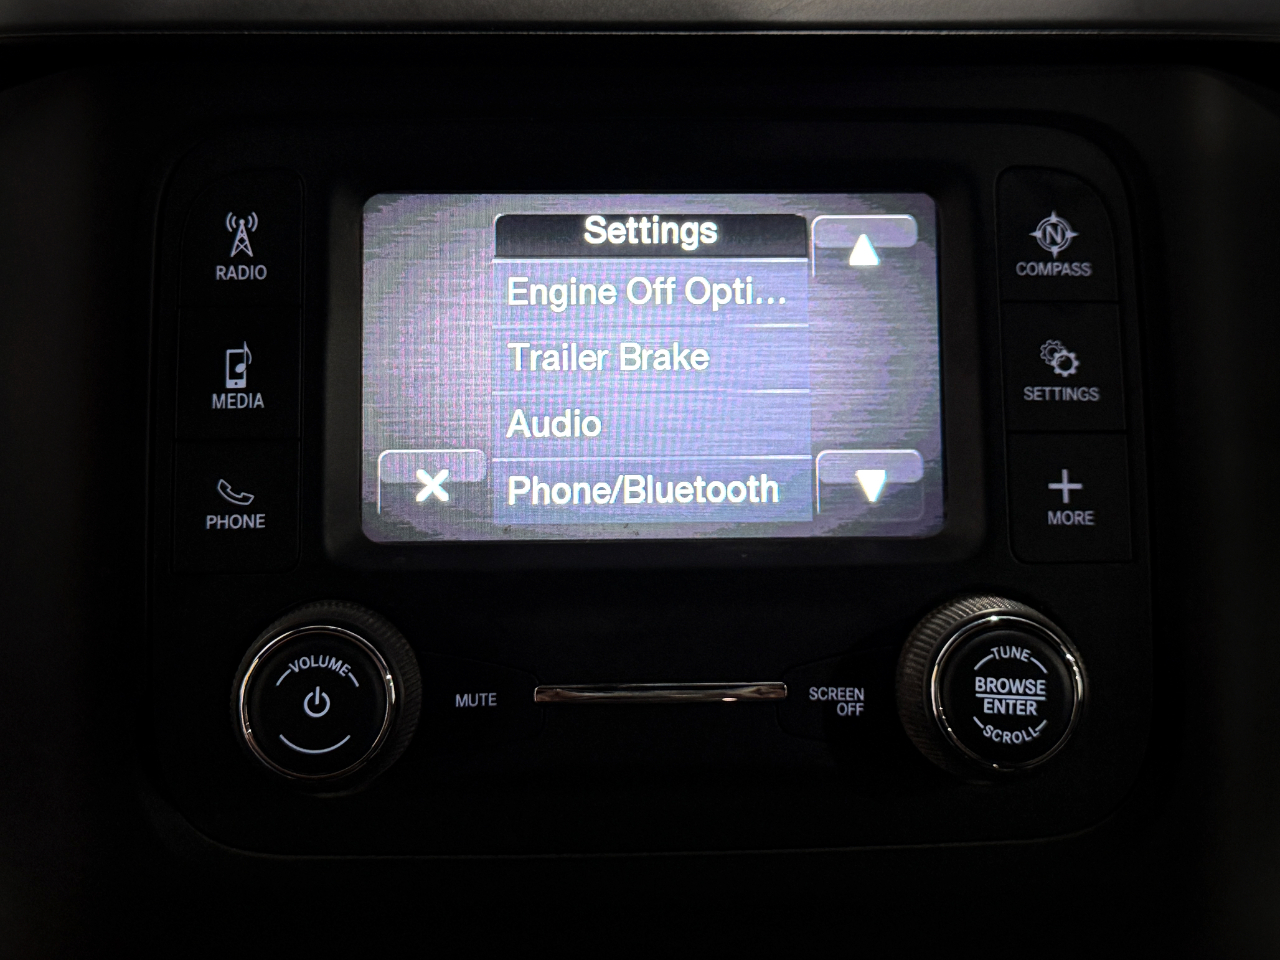 RADIO
MEDIA
PHONE
Settings
Engine Off Opti...
Trailer Brake
Audio
Phone/Bluetooth
N
COMPASS
SETTINGS
MORE
VOLUME
MUTE
SCREEN
OFF
TUNE
BROWSE
ENTER
SCROLL